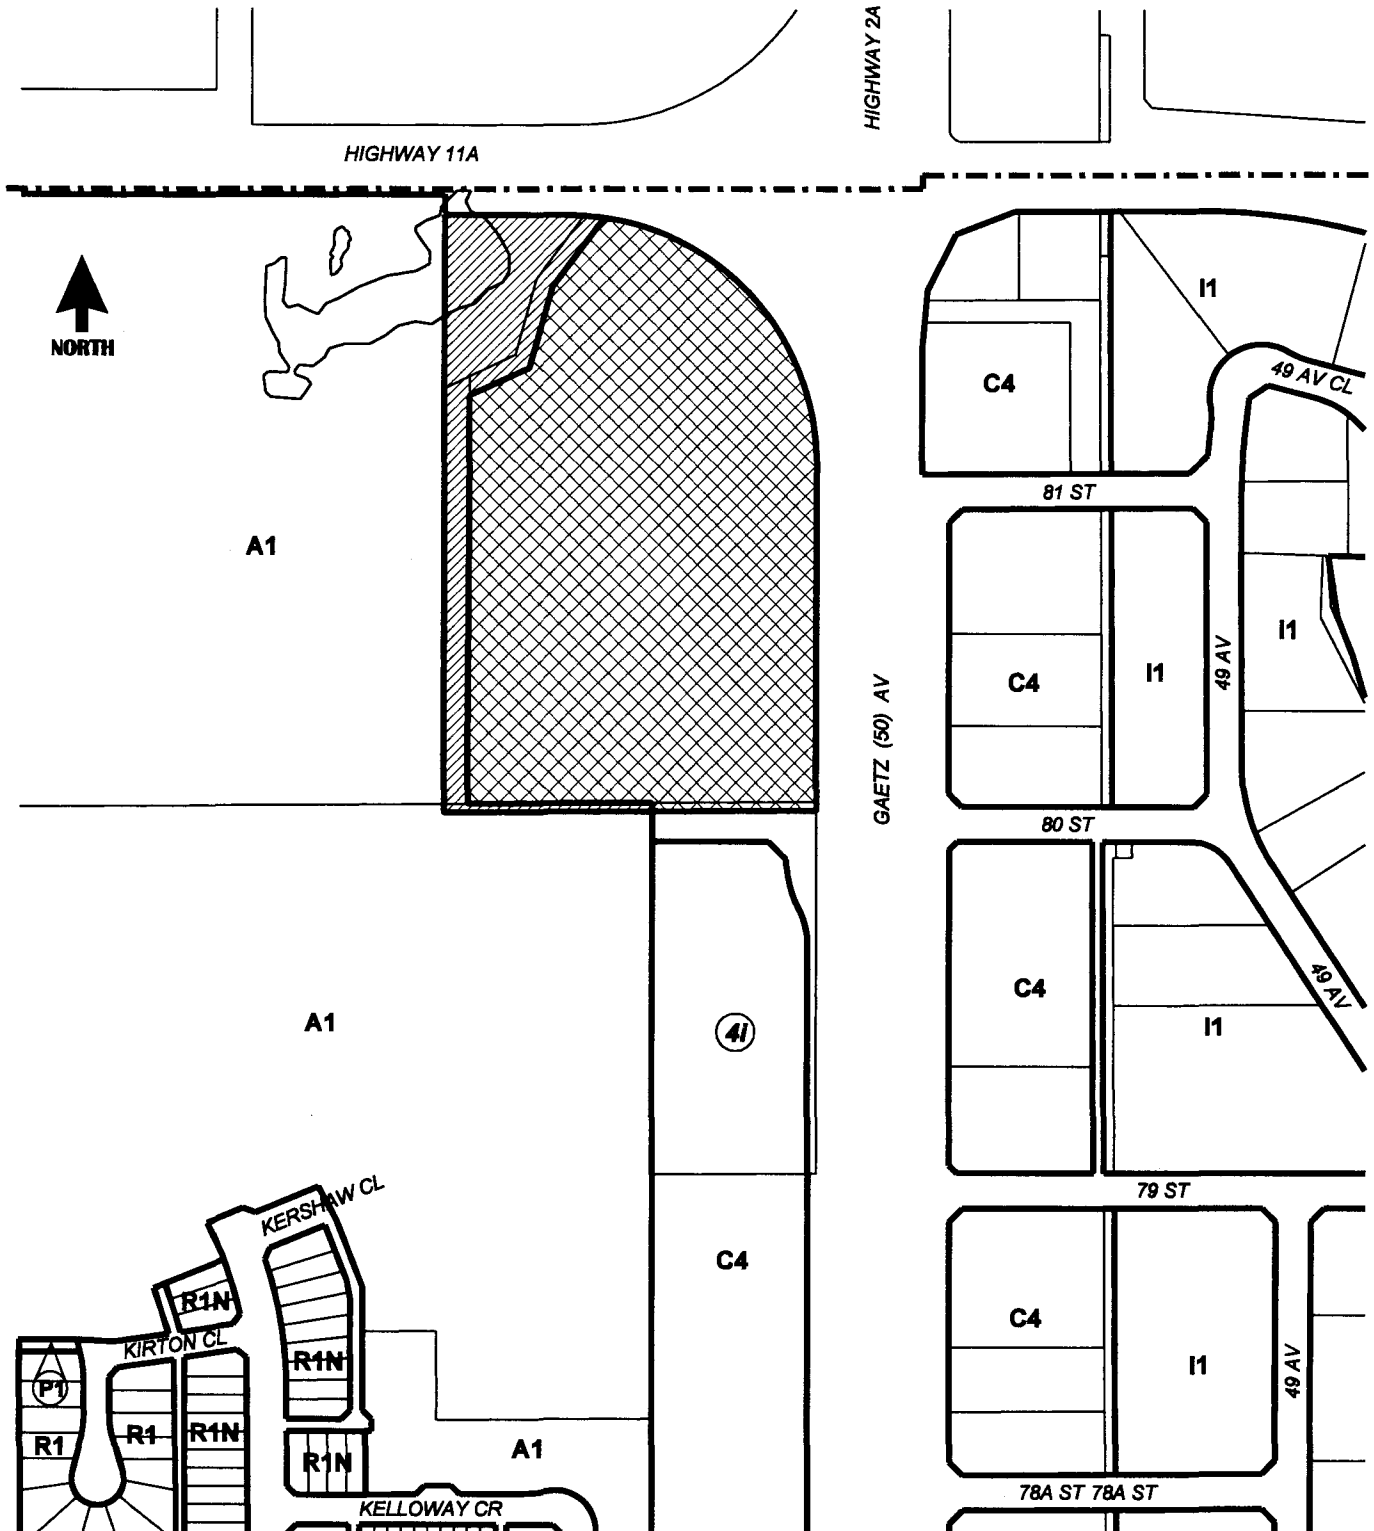 HIGHWAY 2A
HIGHWAY 11A
NORTH
I1
49 AV CL
C4
81 ST
A1
I1
49 AV
C4
I1
GAETZ (50) AV
80 ST
49 AV
C4
I1
A1
4i
79 ST
KERSHAW CL
C4
R1N
C4
KIRTON CL
R1N
I1
49 AV
P1
R1
R1
R1N
A1
R1N
78A ST 78A ST
KELLOWAY CR